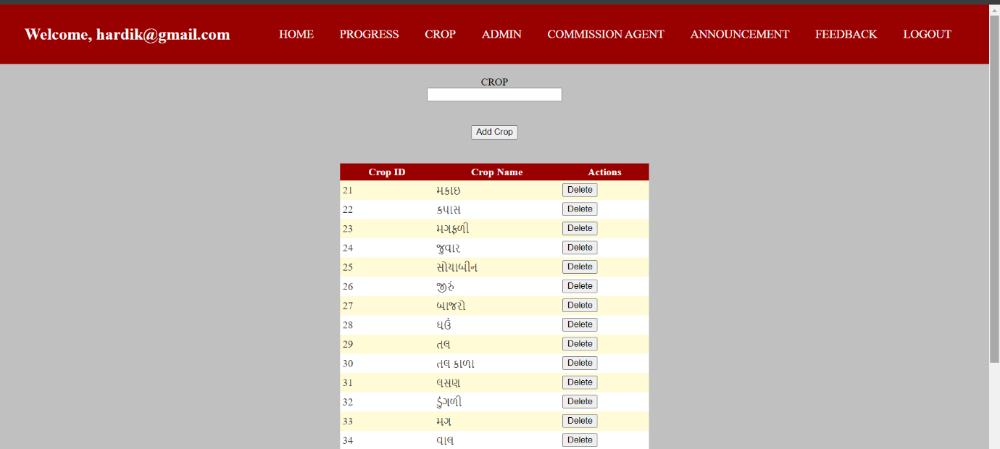 Welcome, hardik@gmail.com HOME PROGRESS CROP ADMIN COMMISSION AGENT ANNOUNCEMENT FEEDBACK LOGOUT
CROP
Add Crop
Crop ID Crop Name Actions
21 મકાઇ Delete
22 કપાસ Delete
23 મગફળી Delete
24 જુવાર Delete
25 સોયાબીન Delete
26 જીરું Delete
27 બાજરો Delete
28 ઘઉં Delete
29 તલ Delete
30 તલ કાળા Delete
31 લસણ Delete
32 ડુંગળી Delete
33 મગ Delete
34 વાલ Delete